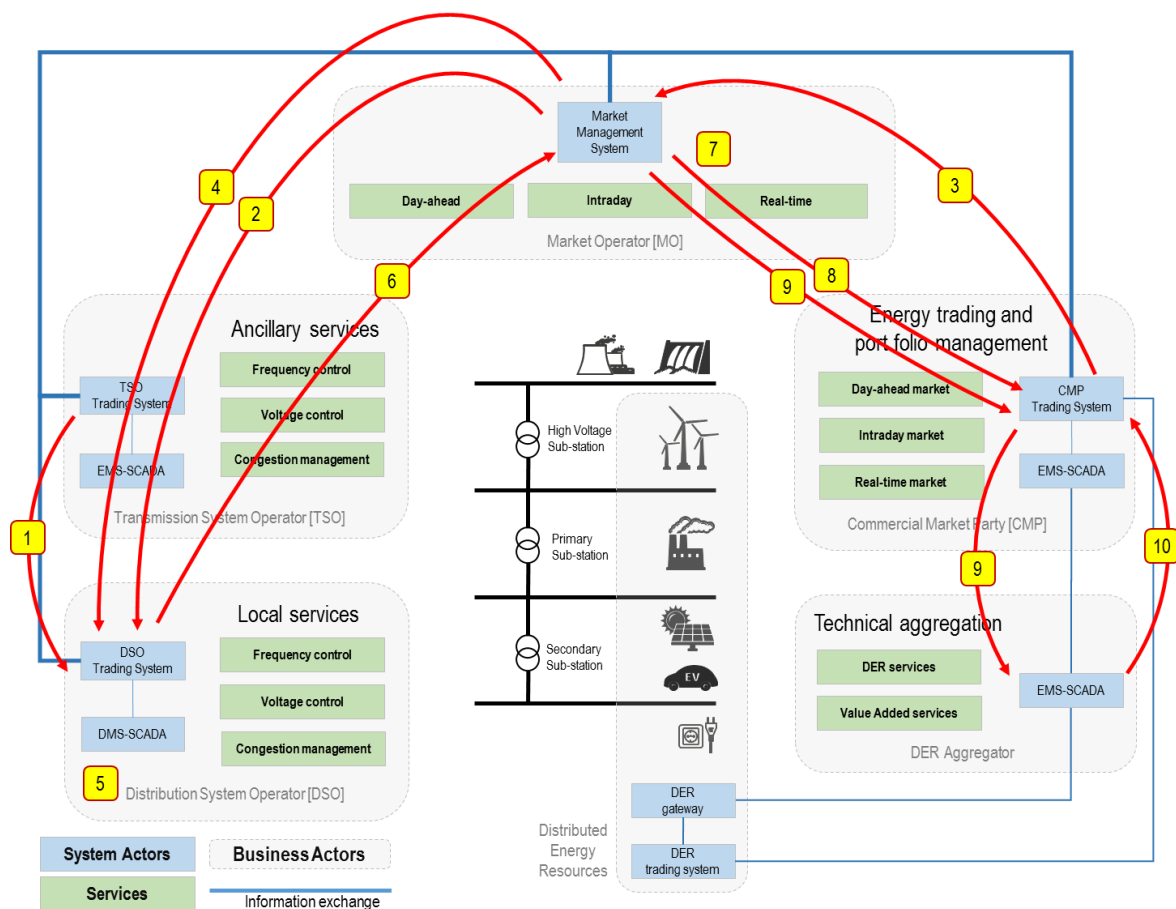 Market
Management
System
7
3
4
2
Day-ahead
Intraday
Real-time
Market Operator [MO]
6
9
8
Ancillary services
Frequency control
TSO
Trading System
Voltage control
EMS-SCADA
Congestion management
Transmission System Operator [TSO]
1
Local services
DSO
Trading System
Frequency control
Voltage control
DMS-SCADA
Congestion management
5
Distribution System Operator [DSO]
High Voltage
Sub-station
Primary
Sub-station
Secondary
Sub-station
EV
DER
gateway
Distributed
Energy
Resources
DER
trading system
Energy trading and
port folio management
Day-ahead market
CMP
Trading System
Intraday market
EMS-SCADA
Real-time market
Commercial Market Party [CMP]
9
10
Technical aggregation
DER services
EMS-SCADA
Value Added services
DER Aggregator
System Actors
Business Actors
Services
Information exchange